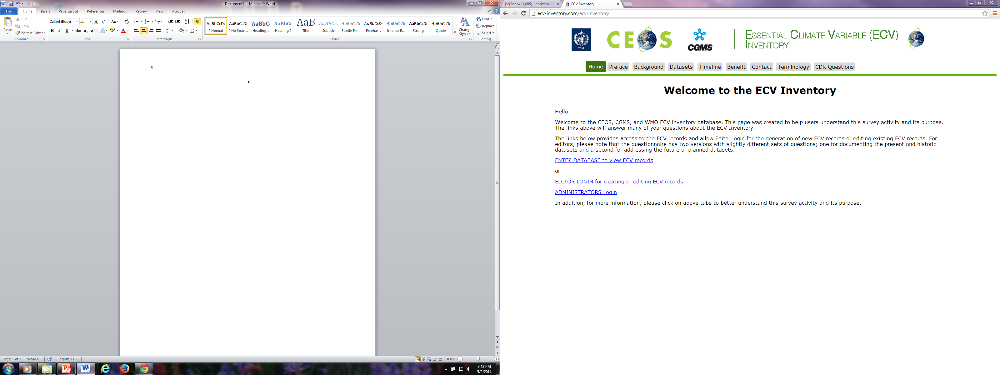 Document1 - Microsoft Word
File Home Insert Page Layout References Mailings Review View Acrobat
Paste
Cut
Copy
Format Painter
Clipboard
Calibri (Body) 11
Font
Paragraph
AaBbCcDc AaBbCcDc AaBbC AaBbCc AaB AaBbCc. AaBbCcDc AaBbCcDc AaBbCcDc AaBbCcDc AaBbCcDc
¶ Normal ¶ No Spaci... Heading 1 Heading 2 Title Subtitle Subtle Em... Emphasis Intense E... Strong Quote
Change Styles
Styles
Find
Replace
Select
Editing
¶
¶
Page: 1 of 1 Words: 0 English (U.S.) 100%
3:42 PM
5/2/2014
Inbox (1,005) - christina.li ECV Inventory
ecv-inventory.com/ecv-inventory
WMO
CEOS
CGMS
ESSENTIAL CLIMATE VARIABLE (ECV)
INVENTORY
Home Preface Background Datasets Timeline Benefit Contact Terminology CDR Questions
Welcome to the ECV Inventory
Hello,
Welcome to the CEOS, CGMS, and WMO ECV inventory database. This page was created to help users understand this survey activity and its purpose.
The links above will answer many of your questions about the ECV Inventory.
The links below provides access to the ECV records and allow Editor login for the generation of new ECV records or editing existing ECV records. For
editors, please note that the questionnaire has two versions with slightly different sets of questions; one for documenting the present and historic
datasets and a second for addressing the future or planned datasets.
ENTER DATABASE to view ECV records
or
EDITOR LOGIN for creating or editing ECV records
ADMINISTRATORS Login
In addition, for more information, please click on above tabs to better understand this survey activity and its purpose.